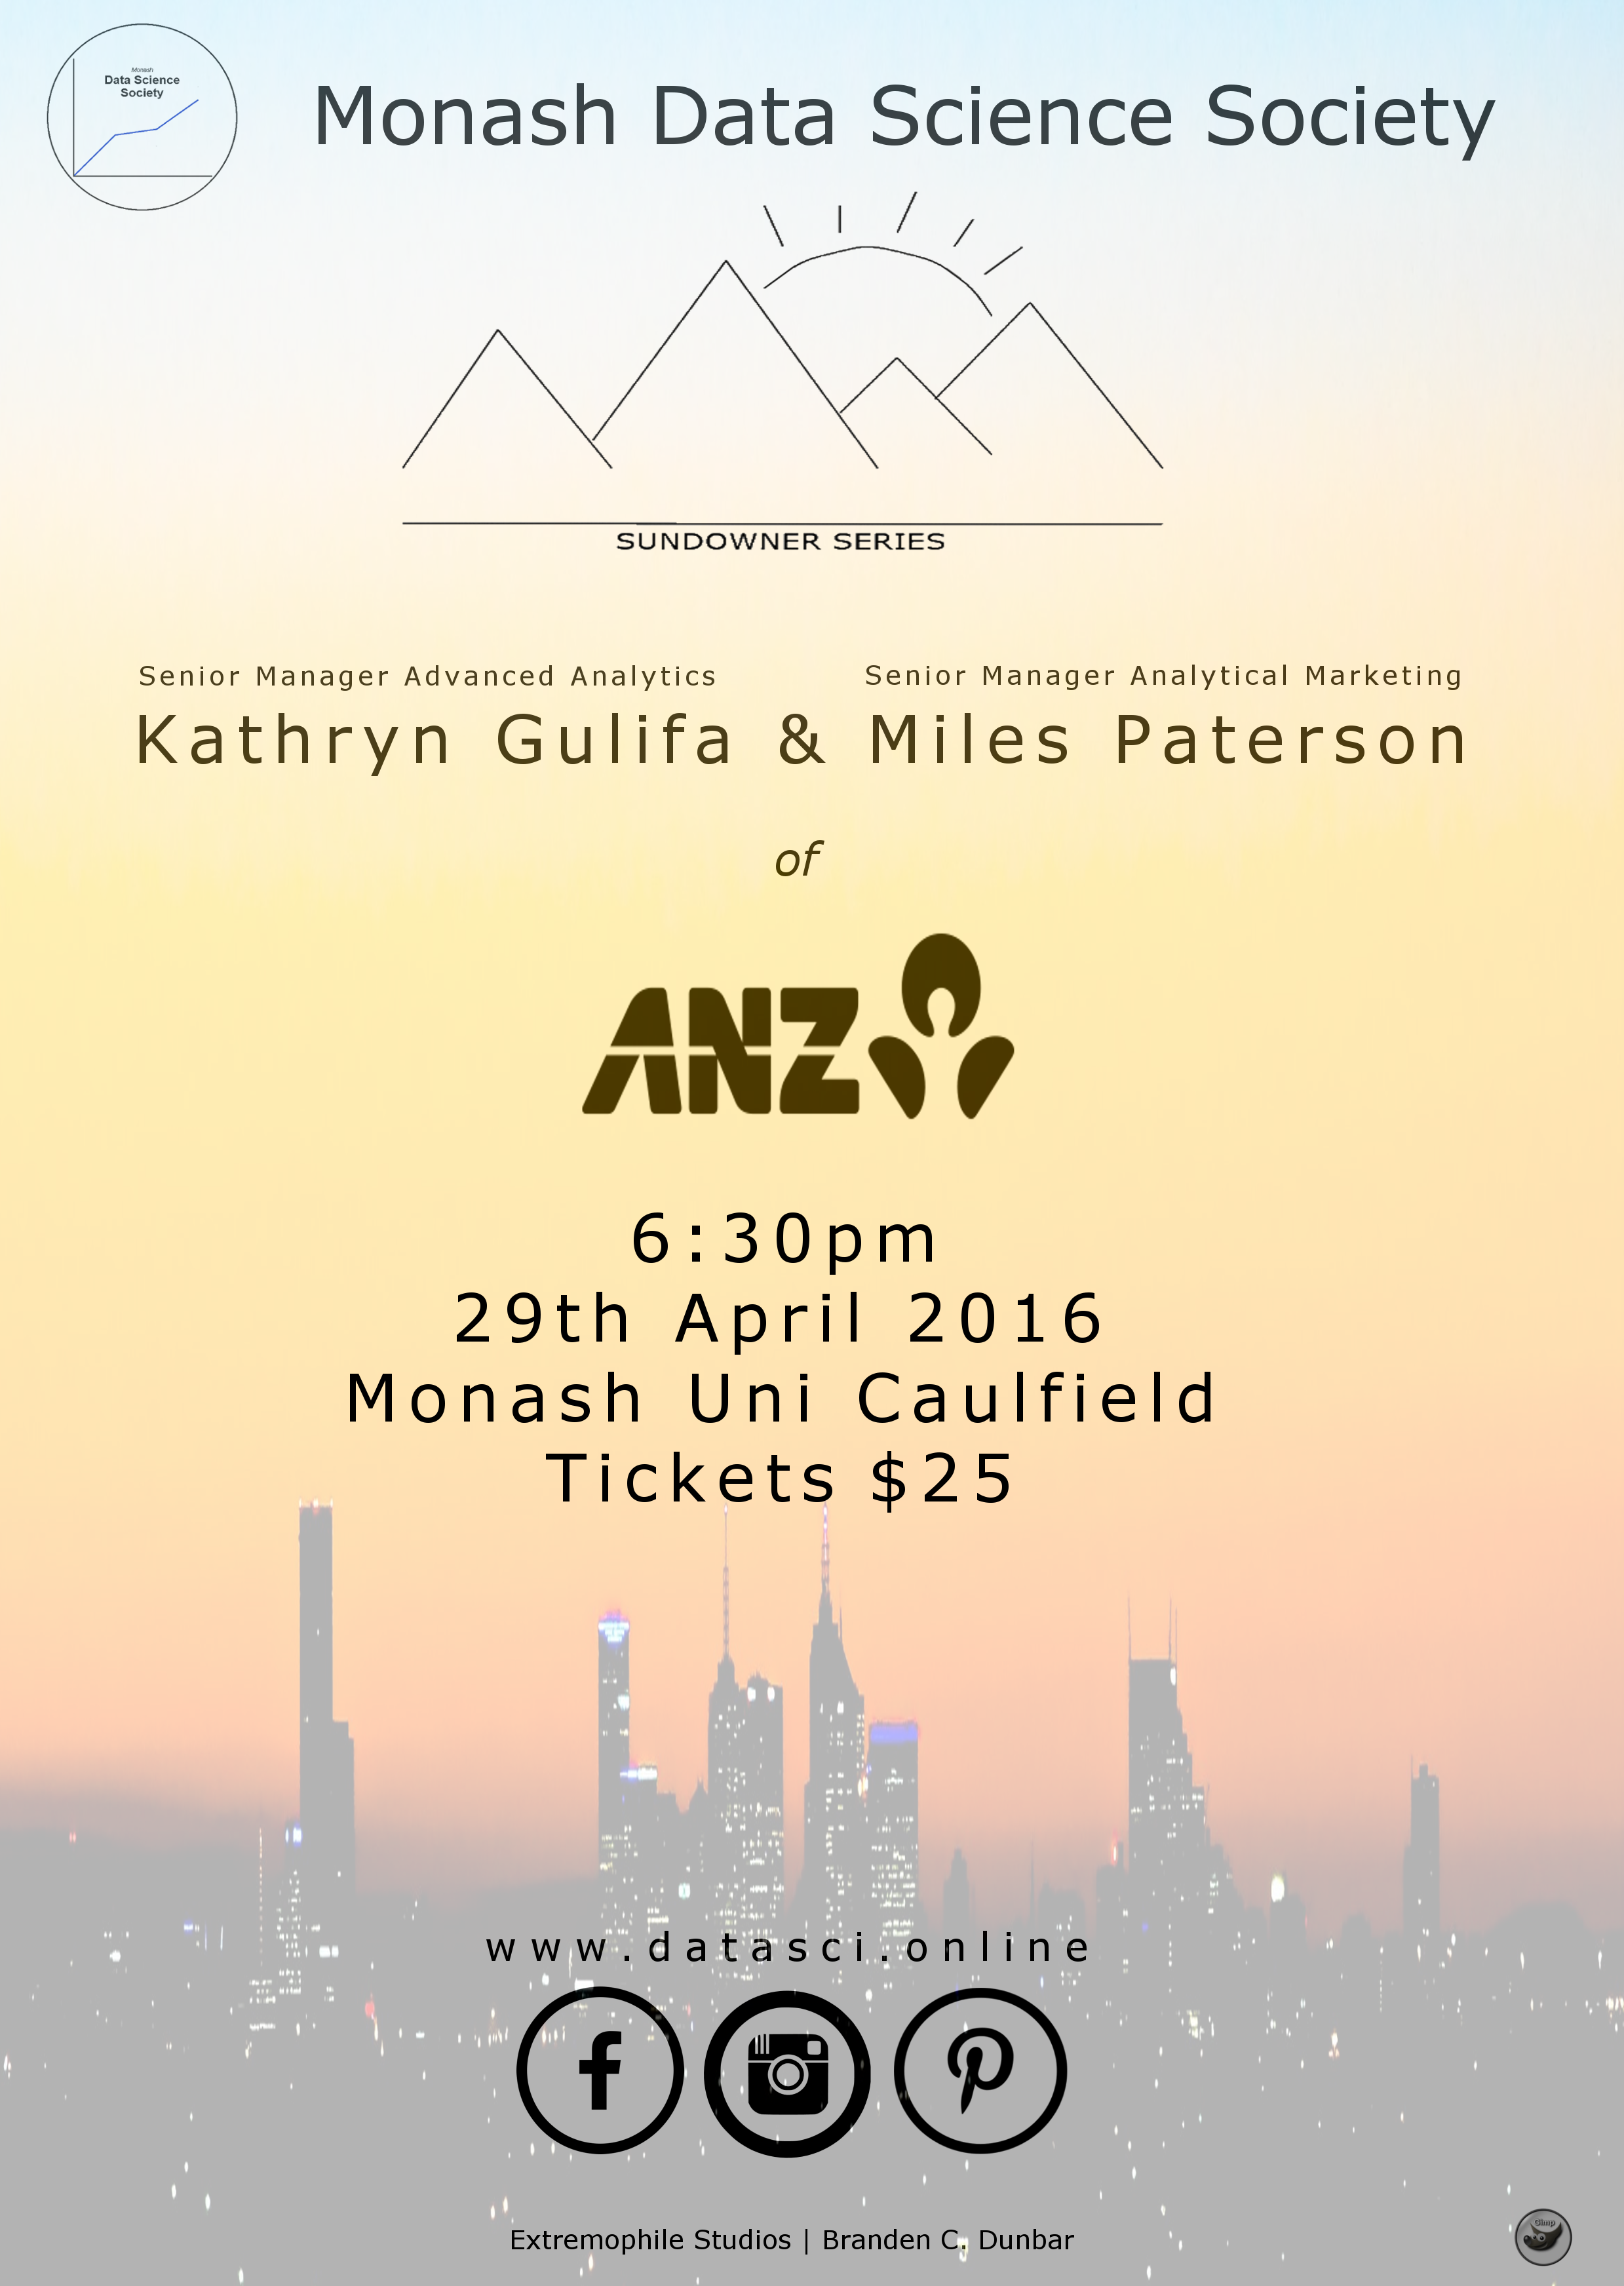 Monash
Data Science
Society
Monash Data Science Society
SUNDOWNER SERIES
Senior Manager Advanced Analytics
Senior Manager Analytical Marketing
Kathryn Gulifa & Miles Paterson
of
ANZ
6:30pm
29th April 2016
Monash Uni Caulfield
Tickets $25
www.datasci.online
Extremophile Studios | Branden C. Dunbar
Gimp